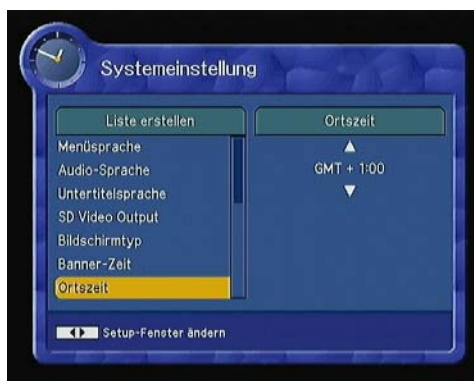 Systemeinstellung
Liste erstellen
Menüsprache
Audio-Sprache
Untertitelsprache
SD Video Output
Bildschirmtyp
Banner-Zeit
Ortszeit
Ortszeit
GMT + 1:00
Setup-Fenster ändern